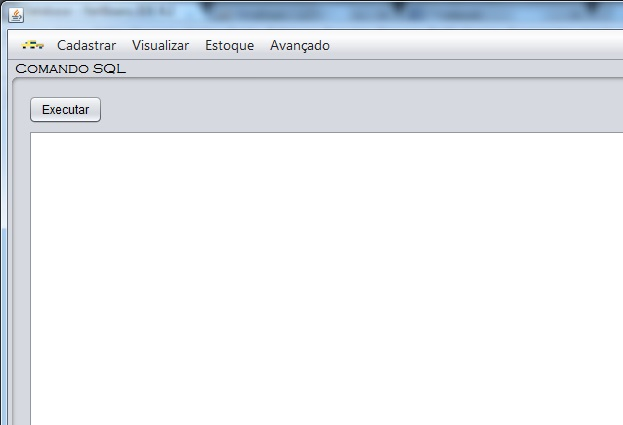 Cadastrar Visualizar Estoque Avançado
Comando SQL
Executar